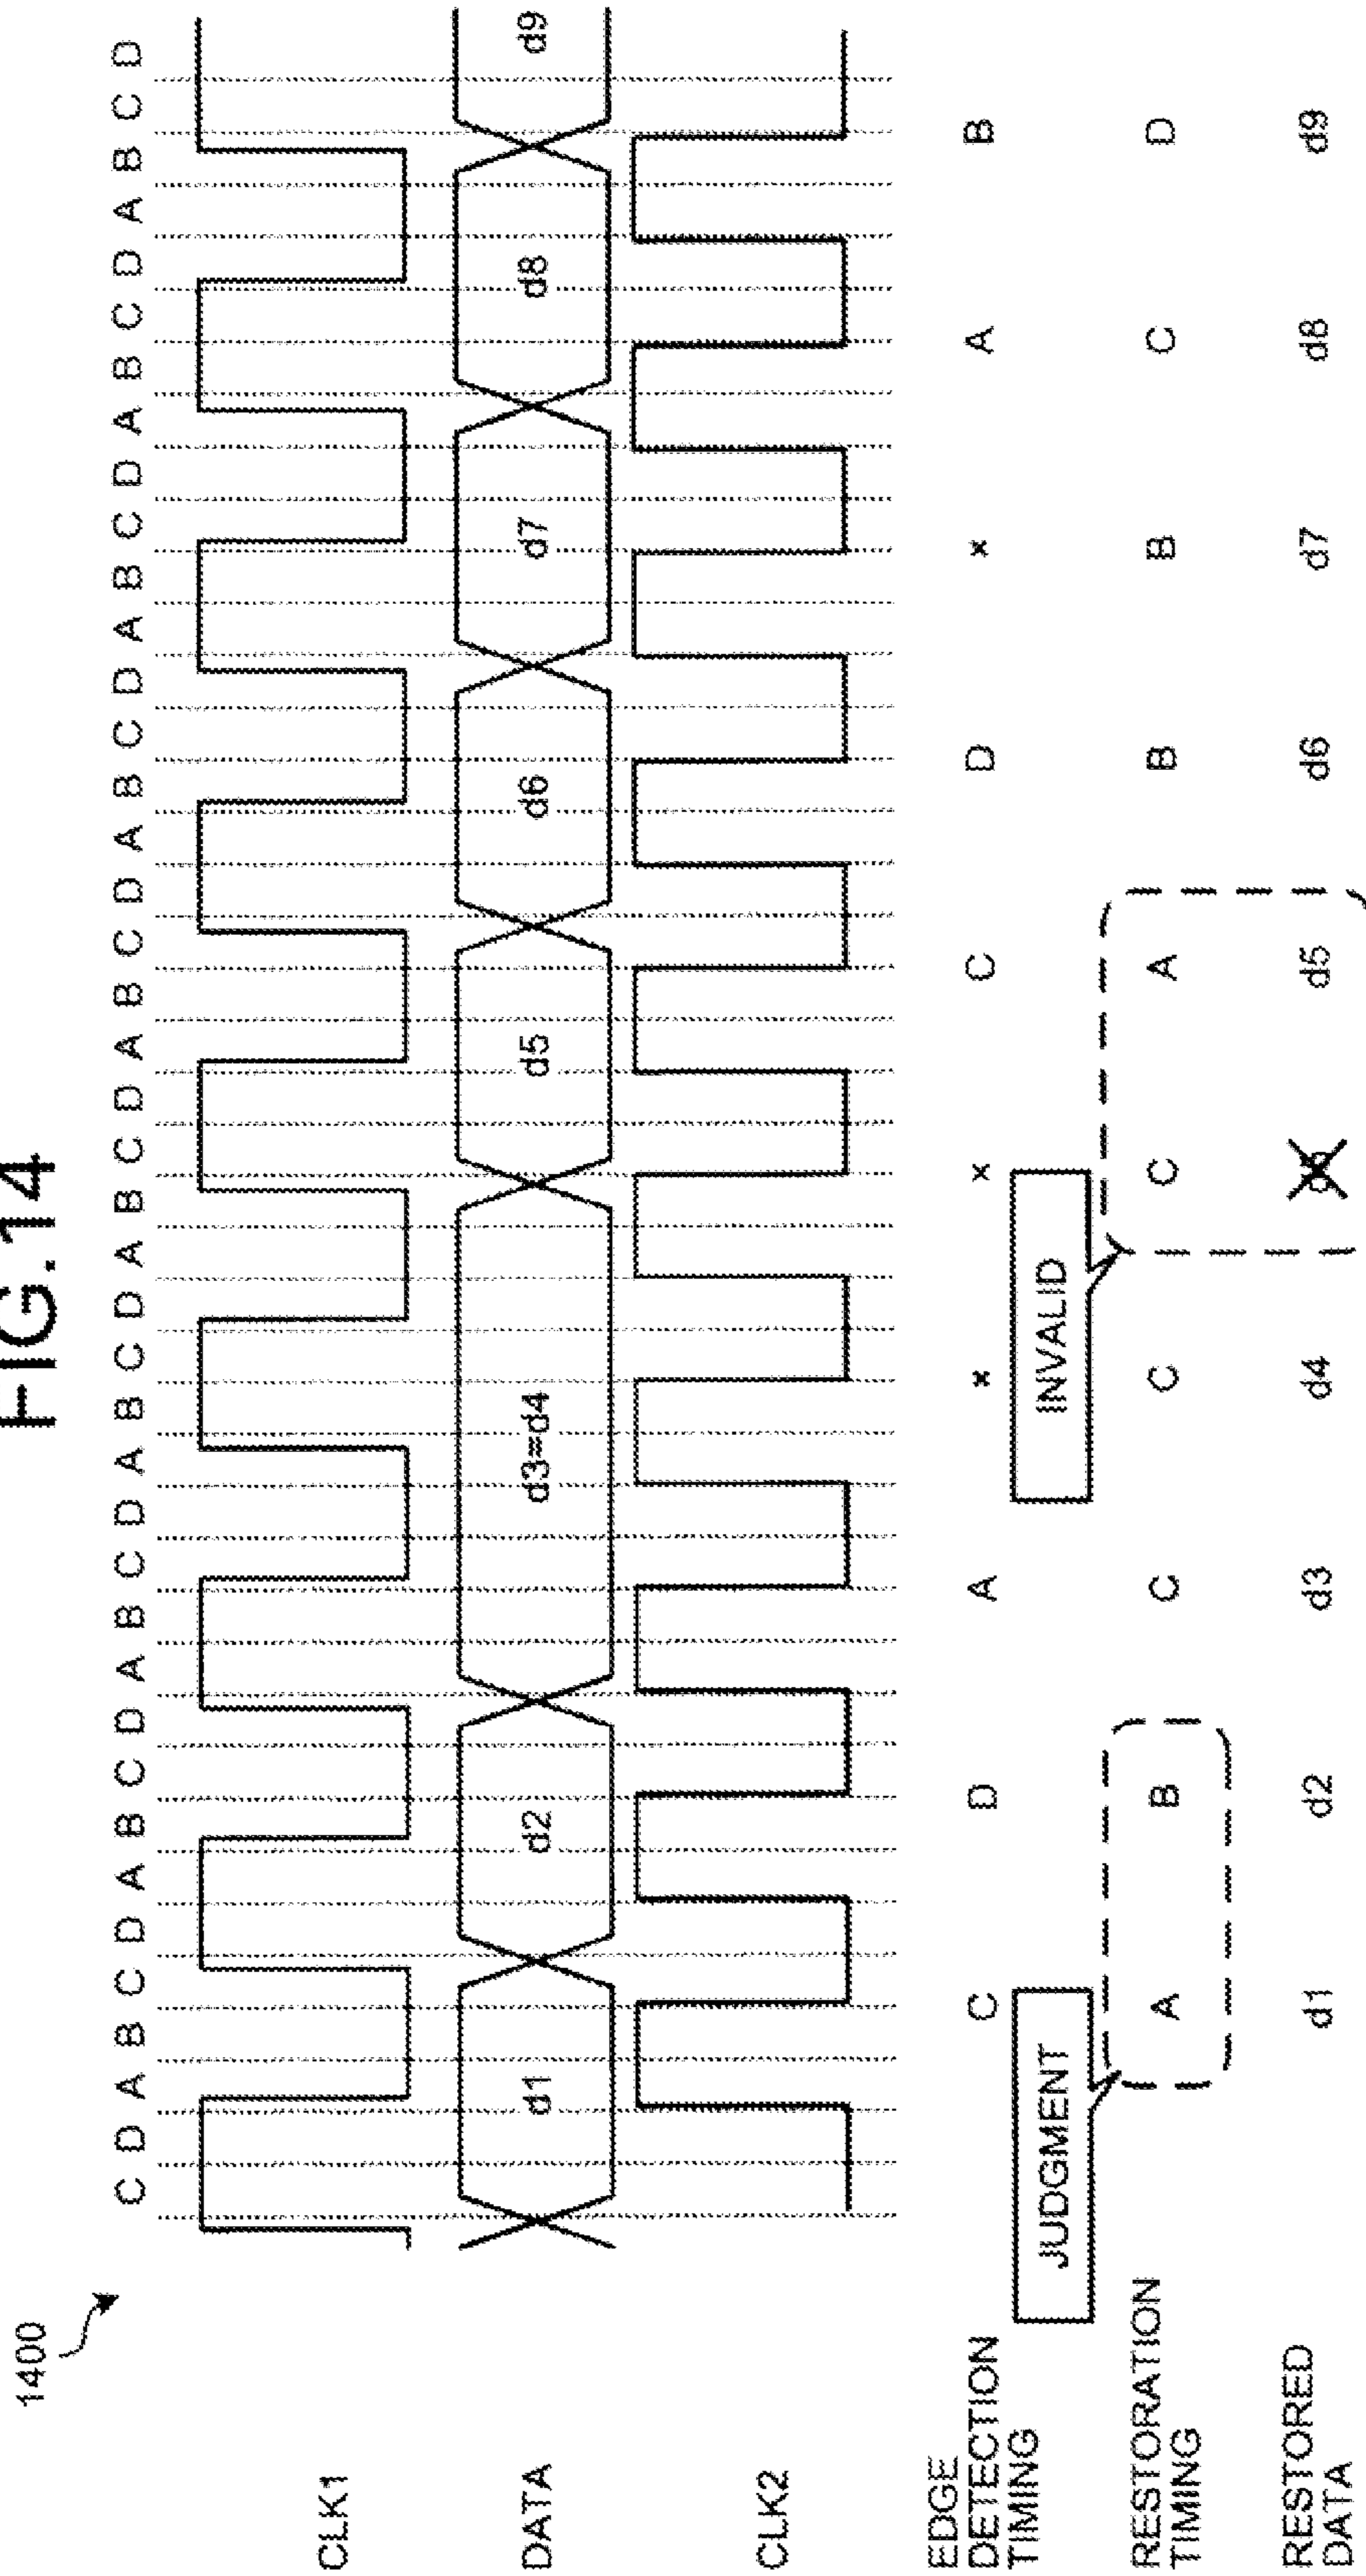 FIG.14
1400
C D A B C D A B C D A B C D A B C D A B C D A B C D A B C D A B C D A B C D A B C D
CLK1
DATA d1 d2 d3=d4 d5 d6 d7 d8 d9
CLK2
EDGE DETECTION TIMING C D A × × C D × A B
JUDGMENT INVALID
RESTORATION TIMING A B C C C A B B C D
RESTORED DATA d1 d2 d3 d4 d5 d6 d7 d8 d9